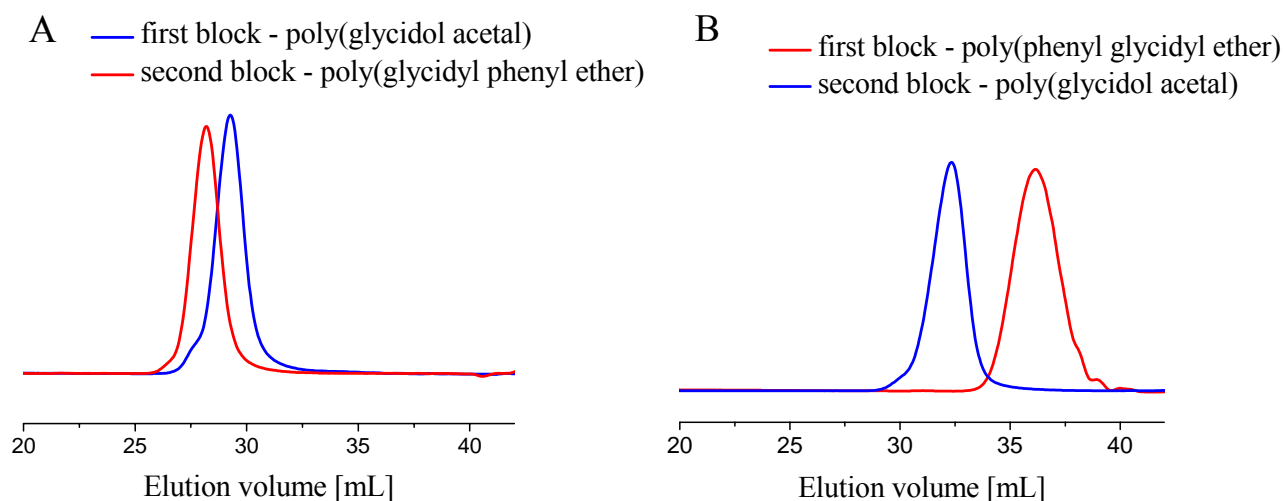 A
first block - poly(glycidol acetal)
second block - poly(glycidyl phenyl ether)
20 25 30 35 40
Elution volume [mL]
B
first block - poly(phenyl glycidyl ether)
second block - poly(glycidol acetal)
20 25 30 35 40
Elution volume [mL]